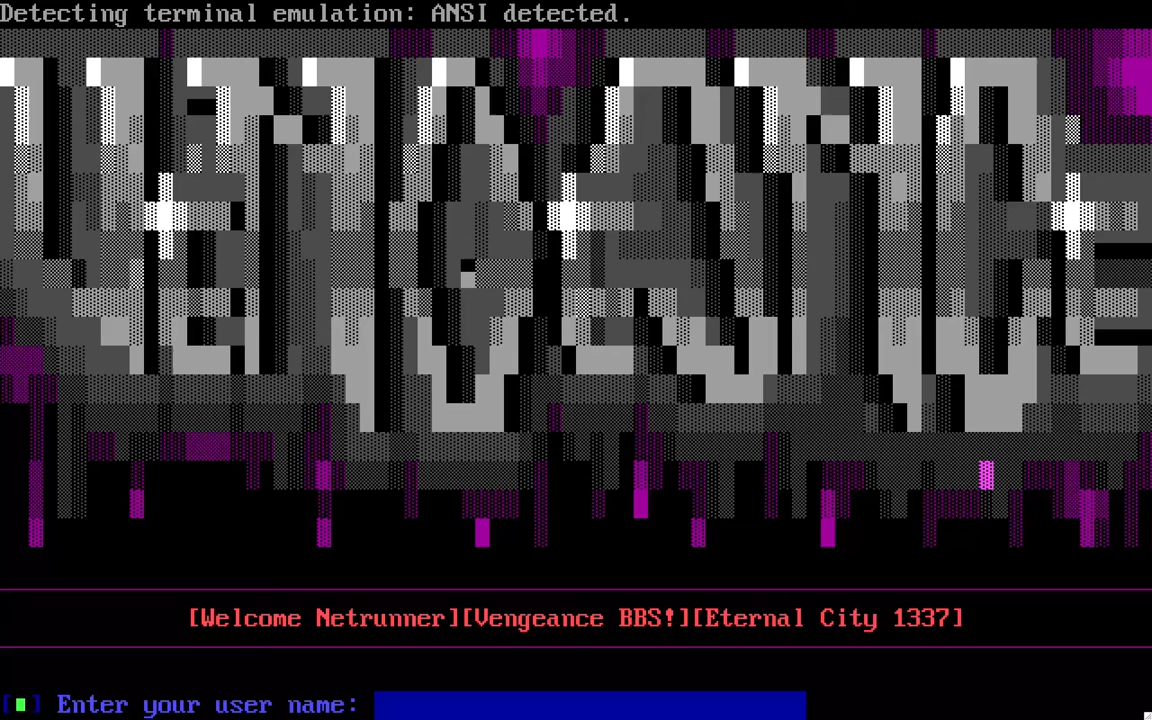 Detecting terminal emulation: ANSI detected.
[Welcome Netrunner][Vengeance BBS!][Eternal City 1337]
[■] Enter your user name: